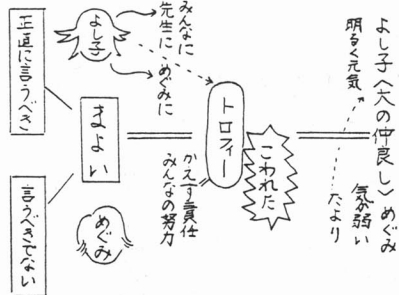 よし子〈大の仲良し〉めぐみ
明るく元気
気が弱い
たより
トロフィー
こわれた
かえす責任
みんなの努力
みんなに
先生に
めぐみに
よし子
まよい
めぐみ
正直に言うべき
言うべきでない